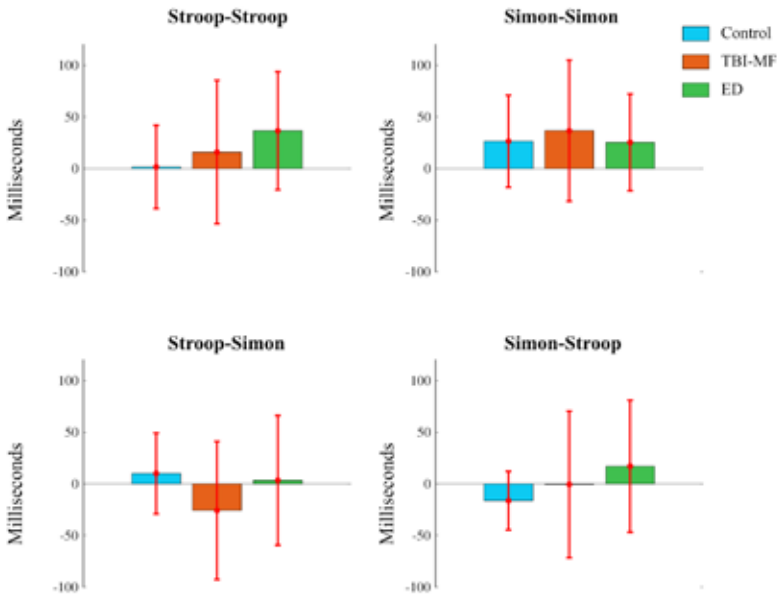 Stroop-Stroop
Milliseconds
100
50
0
-50
-100
Simon-Simon
Milliseconds
100
50
0
-50
-100
Control
TBI-MF
ED
Stroop-Simon
Milliseconds
100
50
0
-50
-100
Simon-Stroop
Milliseconds
100
50
0
-50
-100